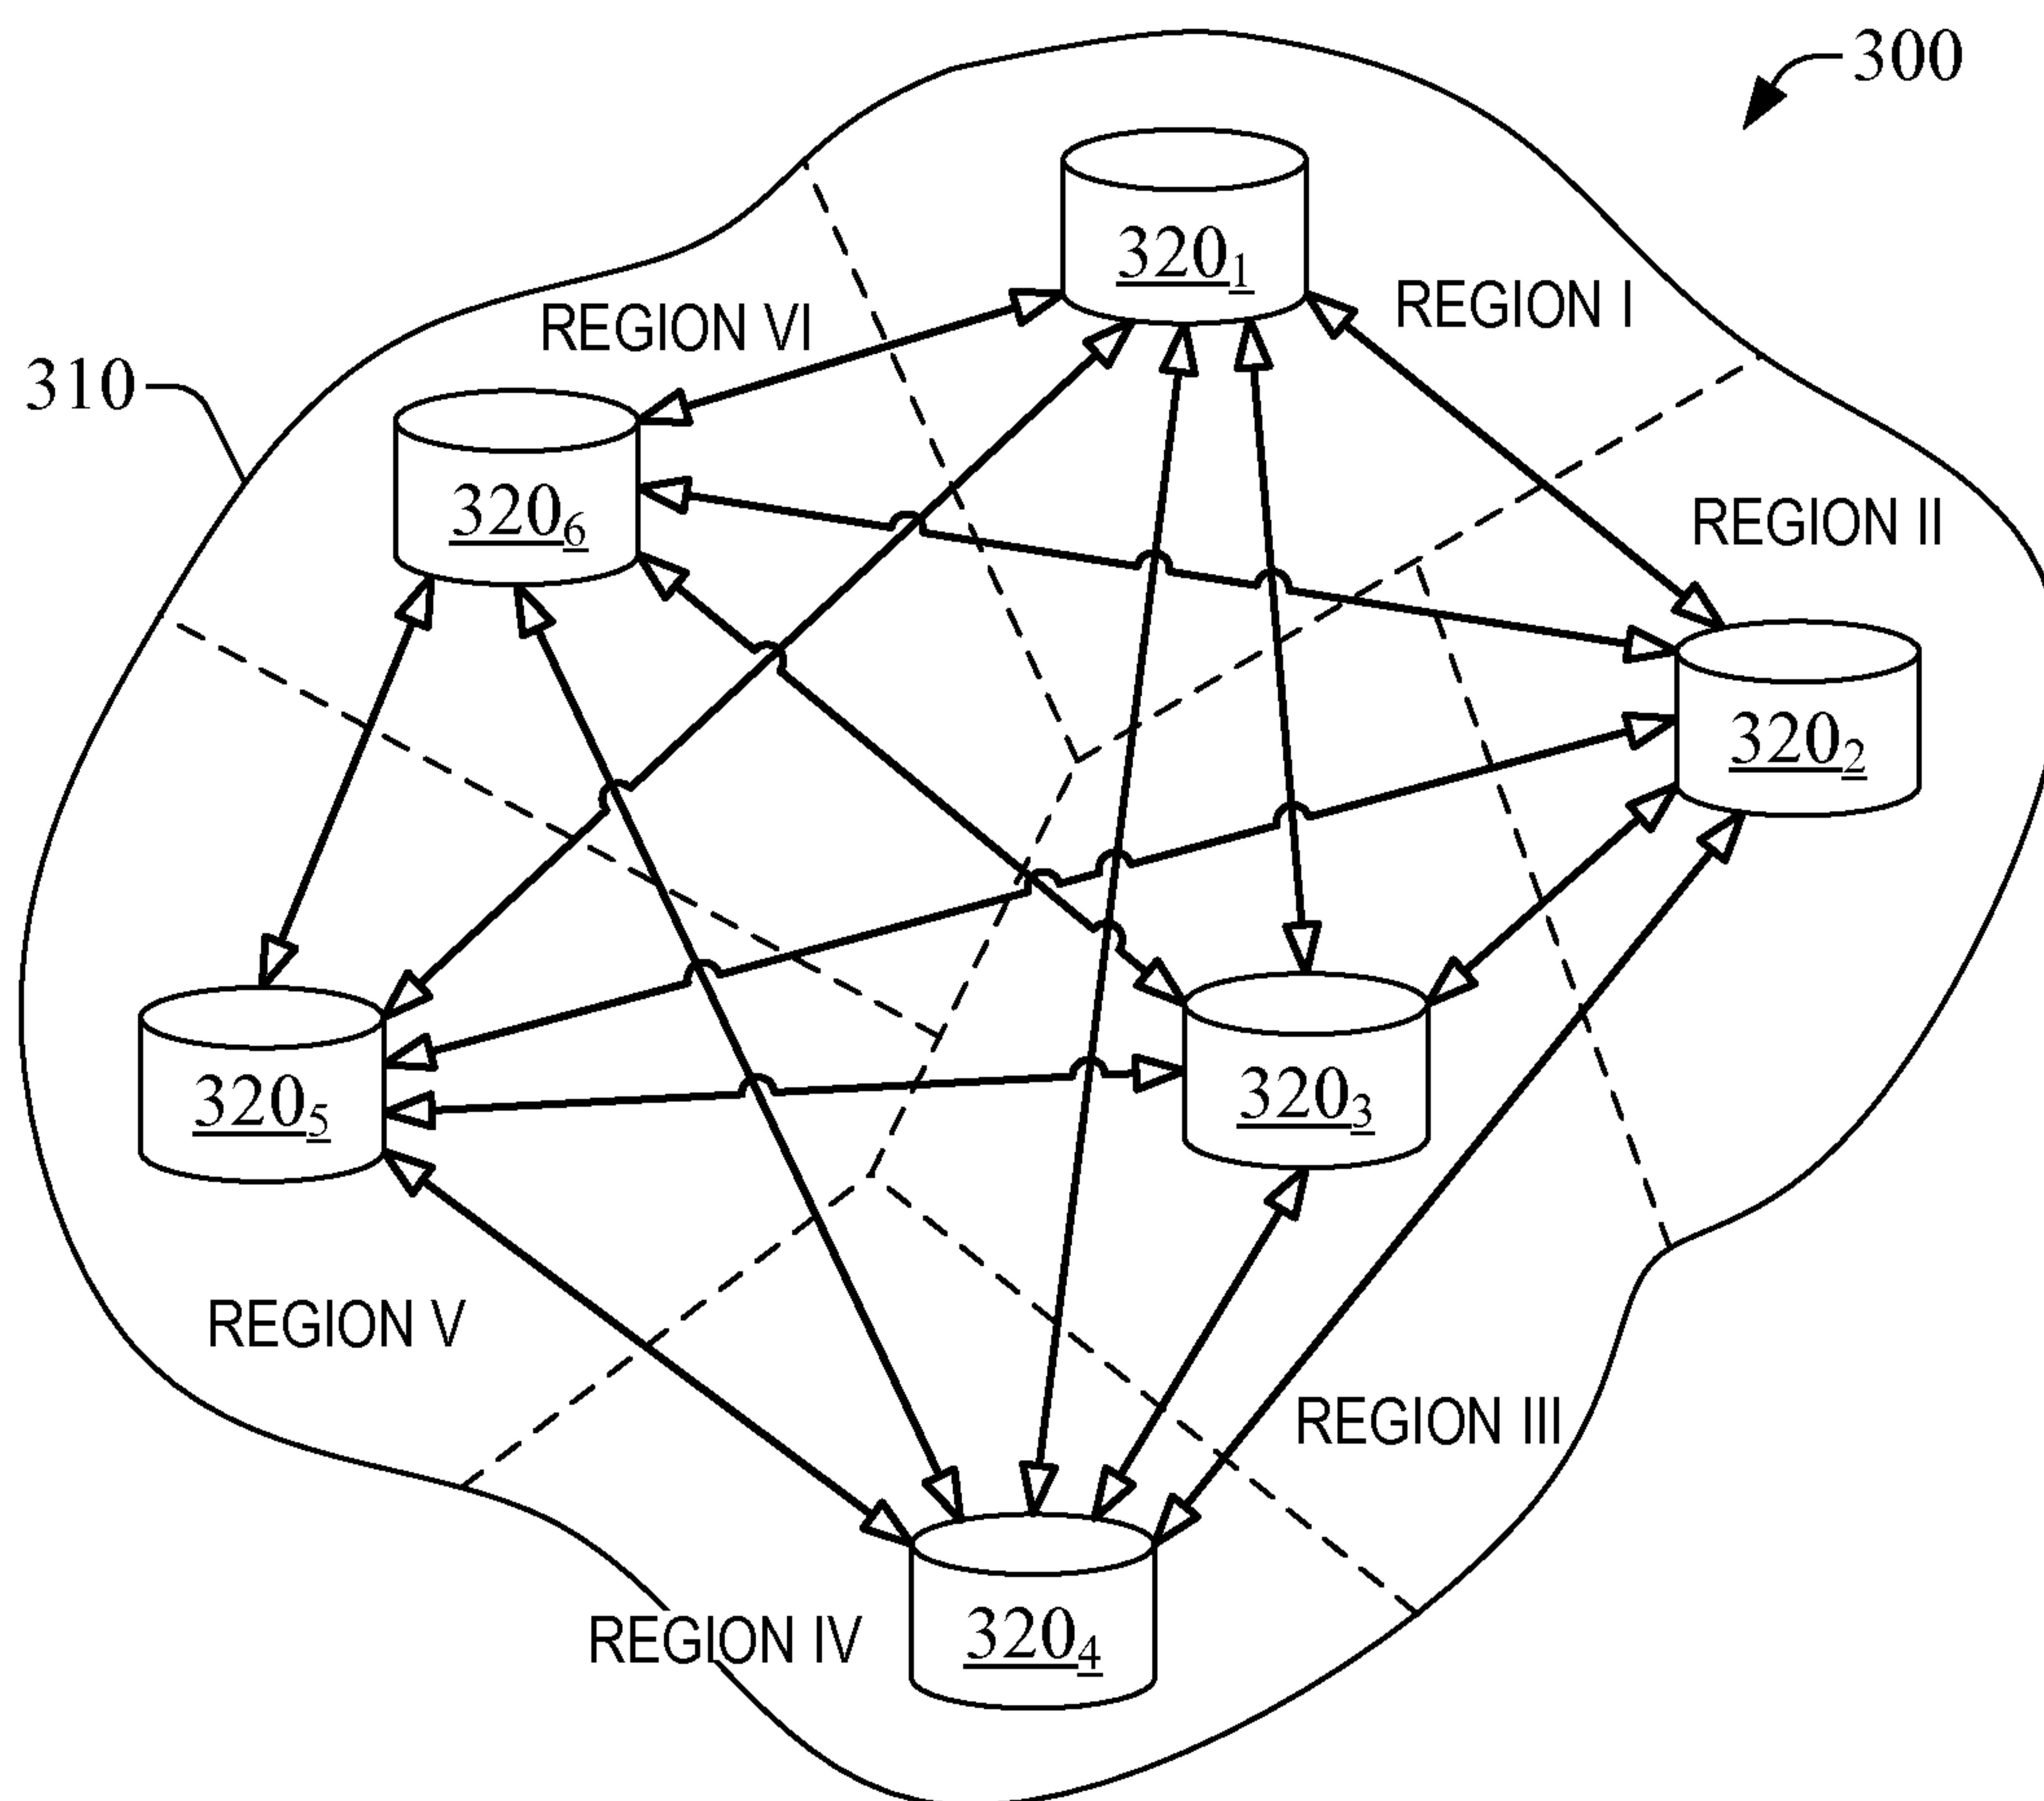 300
320₁
REGION I
REGION VI
310
320₆
REGION II
320₂
320₅
320₃
REGION V
REGION III
REGION IV
320₄